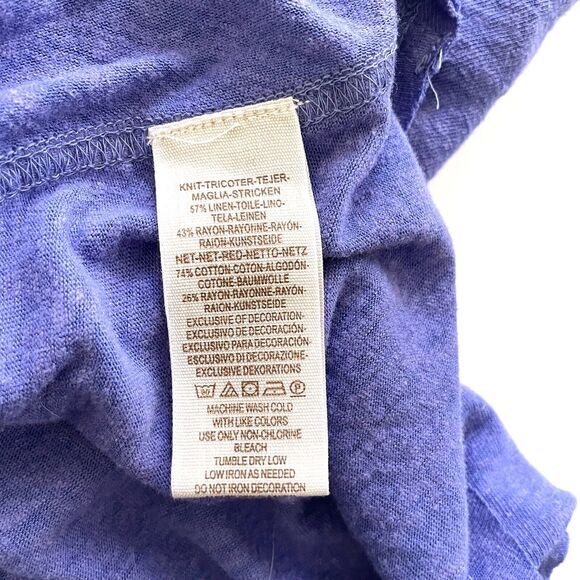 KNIT-TRICOTER-TEJER-
MAGLIA-STRICKEN
57% LINEN-TOILE-LINO-
TELA-LEINEN
43% RAYON-RAYONNE-RAYÓN-
RAION-KUNSTSEIDE
NET-NET-RED-NETTO-NETZ
74% COTTON-COTON-ALGODÓN-
COTONE-BAUMWOLLE
26% RAYON-RAYONNE-RAYÓN-
RAION-KUNSTSEIDE
EXCLUSIVE OF DECORATION-
EXCLUSIVO DE DECORACIÓN-
EXCLUSIVO PARA DECORACIÓN-
ESCLUSIVO DI DECORAZIONE-
EXCLUSIVE DEKORATIONS
P
MACHINE WASH COLD
WITH LIKE COLORS
USE ONLY NON-CHLORINE
BLEACH
TUMBLE DRY LOW
LOW IRON AS NEEDED
DO NOT IRON DECORATION